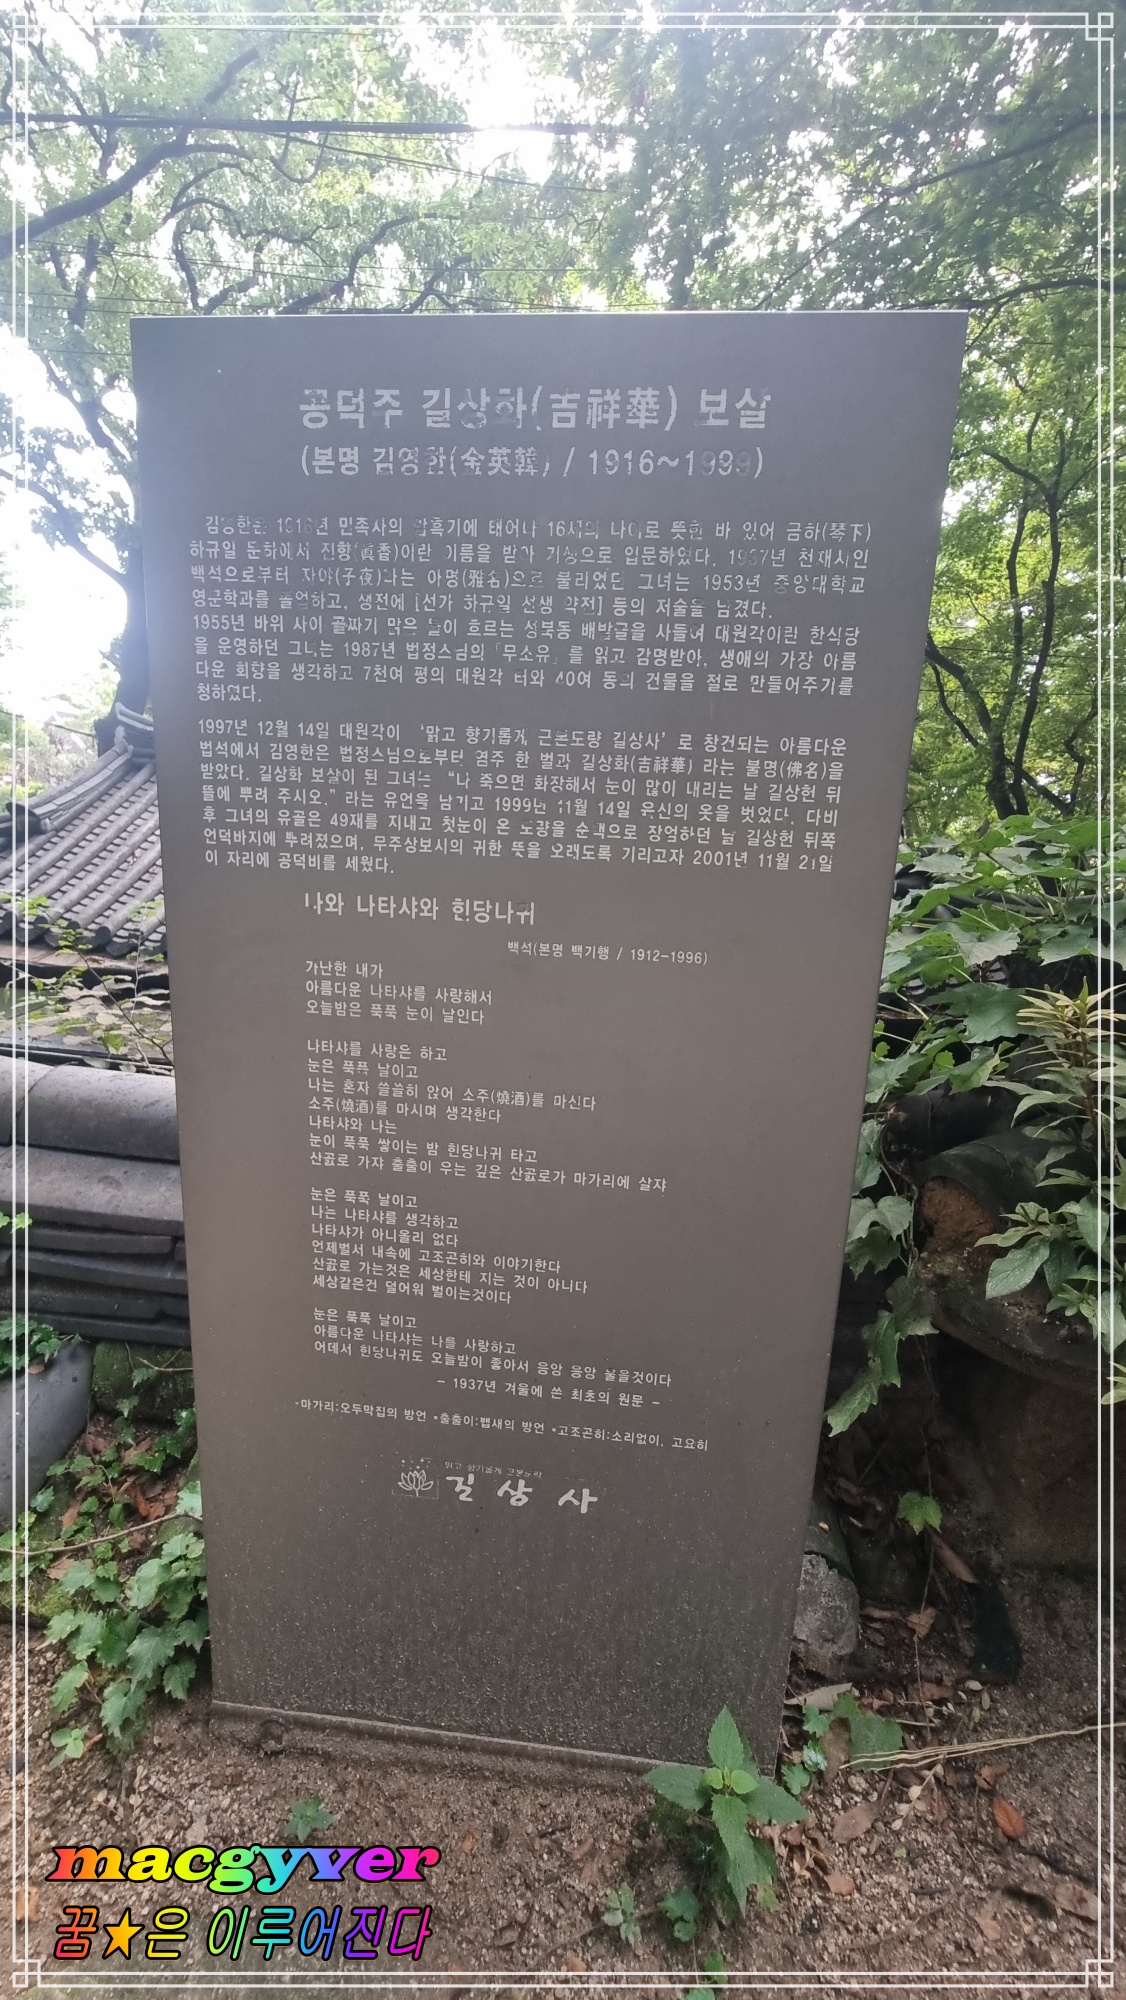 공덕주 길상화(吉祥華) 보살
(본명 김영한(金英韓) / 1916~1999)
김영한은 1916년 민족사의 암흑기에 태어나 16세의 나이로 뜻한 바 있어 금하(琴下)
하규일 문하에서 진향(眞香)이란 이름을 받아 기생으로 입문하였다. 1937년 천재시인
백석으로부터 자야(子夜)라는 아명(雅名)으로 불리었던 그녀는 1953년 중앙대학교
영문학과를 졸업하고, 생전에 [선가 하규일 선생 약전] 등의 저술을 남겼다.
1955년 바위 사이 골짜기 맑은 물이 흐르는 성북동 배밭골을 사들여 대원각이란 한식당
을 운영하던 그녀는 1987년 법정스님의「무소유」를 읽고 감명받아, 생애의 가장 아름
다운 회향을 생각하고 7천여 평의 대원각 터와 40여 동의 건물을 절로 만들어주기를
청하였다.
1997년 12월 14일 대원각이 ‘맑고 향기롭게 근본도량 길상사’로 창건되는 아름다운
법석에서 김영한은 법정스님으로부터 염주 한 벌과 길상화(吉祥華) 라는 불명(佛名)을
받았다. 길상화 보살이 된 그녀는 “나 죽으면 화장해서 눈이 많이 내리는 날 길상헌 뒤
뜰에 뿌려 주시오.” 라는 유언을 남기고 1999년 11월 14일 육신의 옷을 벗었다. 다비
후 그녀의 유골은 49재를 지내고 첫눈이 온 도량을 순백으로 장엄하던 날 길상헌 뒤쪽
언덕바지에 뿌려졌으며, 무주상보시의 귀한 뜻을 오래도록 기리고자 2001년 11월 21일
이 자리에 공덕비를 세웠다.
나와 나타샤와 힌당나귀
백석(본명 백기행 / 1912-1996)
가난한 내가
아름다운 나타샤를 사랑해서
오늘밤은 푹푹 눈이 날인다
나타샤를 사랑은 하고
눈은 푹푹 날이고
나는 혼자 쓸쓸히 앉어 소주(燒酒)를 마신다
소주(燒酒)를 마시며 생각한다
나타샤와 나는
눈이 푹푹 쌓이는 밤 힌당나귀 타고
산곬로 가쟈 출출이 우는 깊은 산곬로가 마가리에 살쟈
눈은 푹푹 날이고
나는 나타샤를 생각하고
나타샤가 아니올리 없다
언제벌서 내속에 고조곤히와 이야기한다
산곬로 가는것은 세상한테 지는 것이 아니다
세상같은건 덜어워 벌이는것이다
눈은 푹푹 날이고
아름다운 나타샤는 나를 사랑하고
어데서 힌당나귀도 오늘밤이 좋아서 응앙 응앙 울을것이다
- 1937년 겨울에 쓴 최초의 원문 -
*마가리:오두막집의 방언 *출출이:뱁새의 방언 *고조곤히:소리없이, 고요히
맑고 향기롭게 근본도량
길상사
macgyver
꿈★은 이루어진다